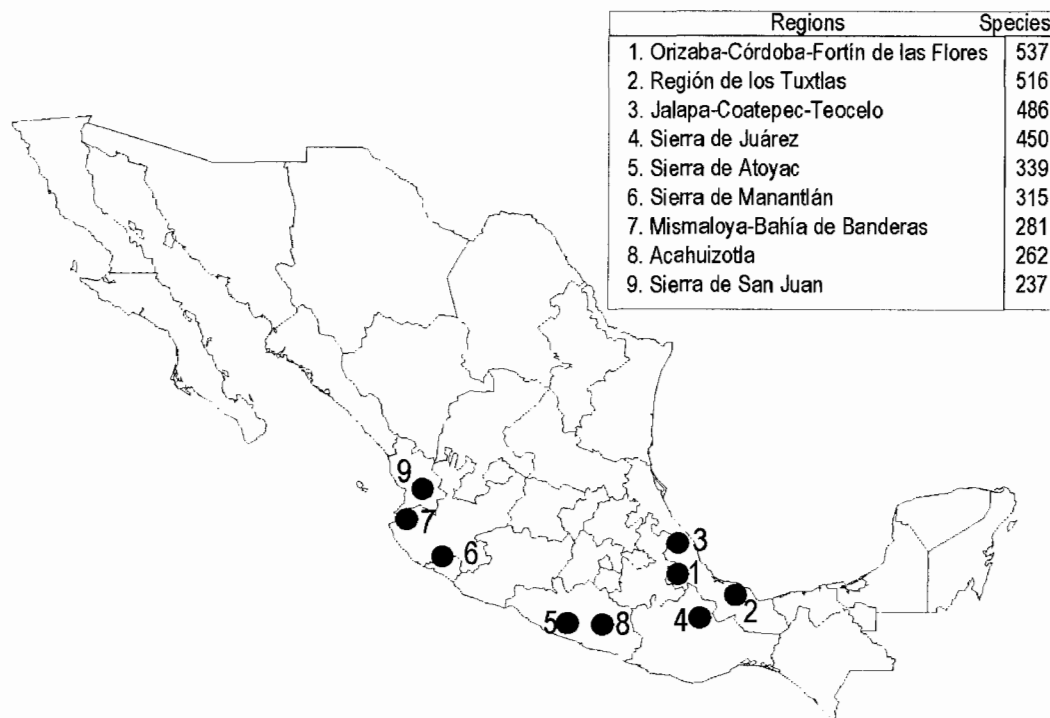 Regions Species
1. Orizaba-Córdoba-Fortín de las Flores 537
2. Región de los Tuxtlas 516
3. Jalapa-Coatepec-Teocelo 486
4. Sierra de Juárez 450
5. Sierra de Atoyac 339
6. Sierra de Manantlán 315
7. Mismaloya-Bahía de Banderas 281
8. Acahuizotla 262
9. Sierra de San Juan 237
9
7
6
3
1
2
4
5
8